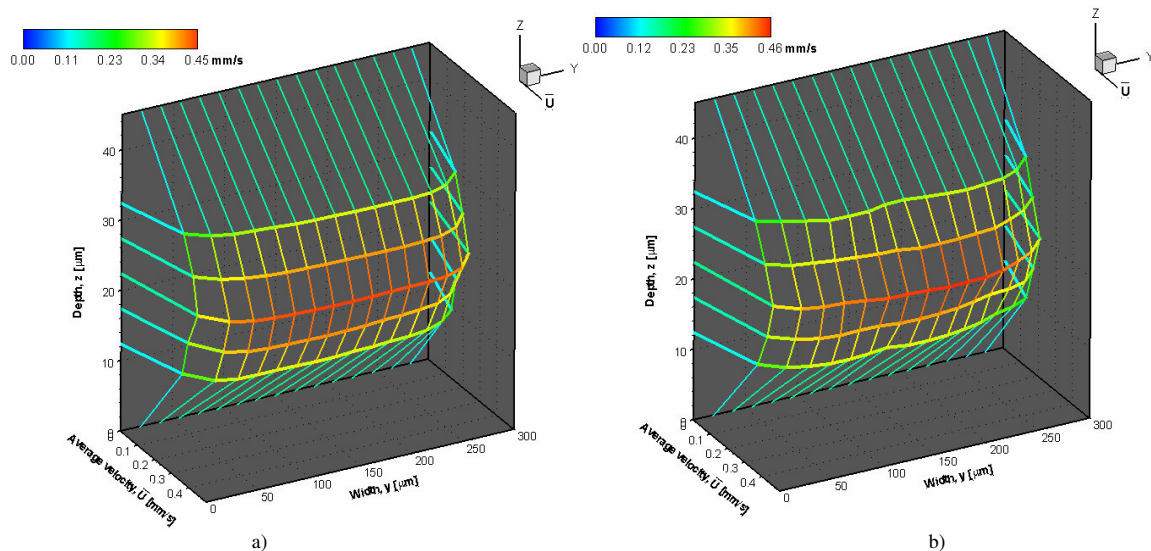 0.00 0.11 0.23 0.34 0.45 mm/s
Z
Y
U̅
40
30
20
10
0
Depth, z [µm]
0
0.1
0.2
0.3
0.4
Average velocity, U̅ [mm/s]
0
50
100
150
200
250
300
Width, y [µm]
a)
0.00 0.12 0.23 0.35 0.46 mm/s
Z
Y
U̅
40
30
20
10
0
Depth, z [µm]
0
0.1
0.2
0.3
0.4
Average velocity, U̅ [mm/s]
0
50
100
150
200
250
300
Width, y [µm]
b)